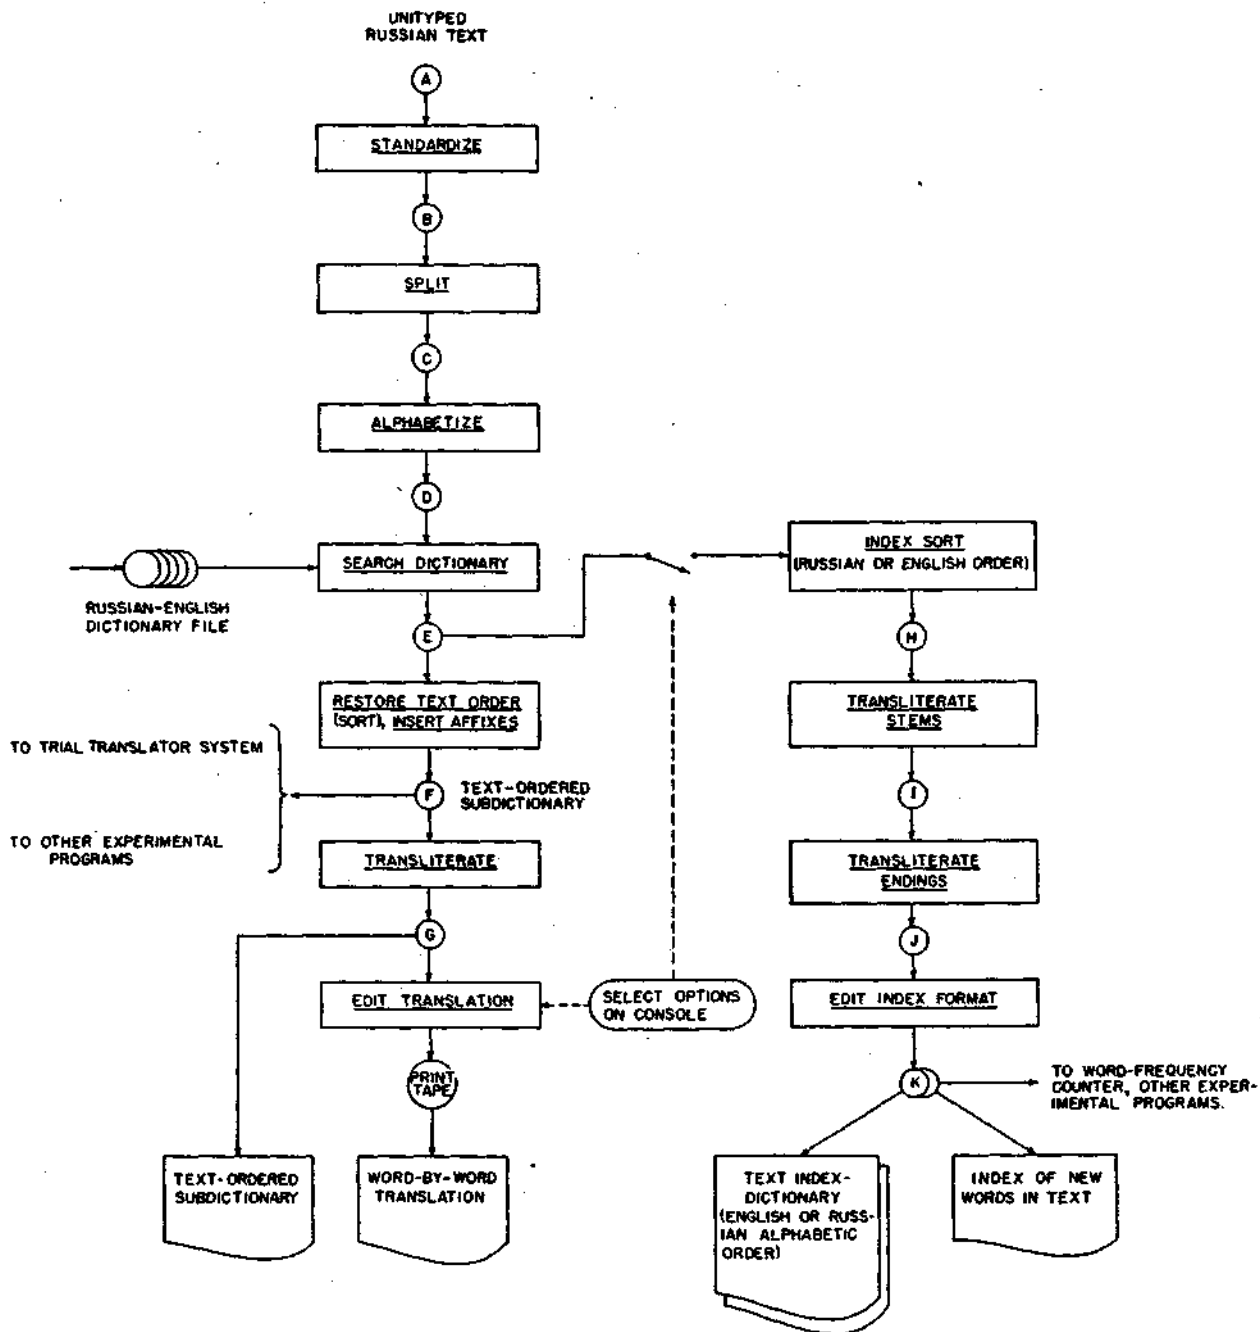 UNITYPED
RUSSIAN TEXT
A
STANDARDIZE
B
SPLIT
C
ALPHABETIZE
D
SEARCH DICTIONARY
RUSSIAN-ENGLISH
DICTIONARY FILE
E
RESTORE TEXT ORDER
(SORT), INSERT AFFIXES
TO TRIAL TRANSLATOR SYSTEM
F
TEXT-ORDERED
SUBDICTIONARY
TO OTHER EXPERIMENTAL
PROGRAMS
TRANSLITERATE
G
EDIT TRANSLATION
SELECT OPTIONS
ON CONSOLE
PRINT
TAPE
TEXT-ORDERED
SUBDICTIONARY
WORD-BY-WORD
TRANSLATION
INDEX SORT
(RUSSIAN OR ENGLISH ORDER)
H
TRANSLITERATE
STEMS
I
TRANSLITERATE
ENDINGS
J
EDIT INDEX FORMAT
K
TO WORD-FREQUENCY
COUNTER, OTHER EXPER-
IMENTAL PROGRAMS.
TEXT INDEX-
DICTIONARY
(ENGLISH OR RUSS-
IAN ALPHABETIC
ORDER)
INDEX OF NEW
WORDS IN TEXT